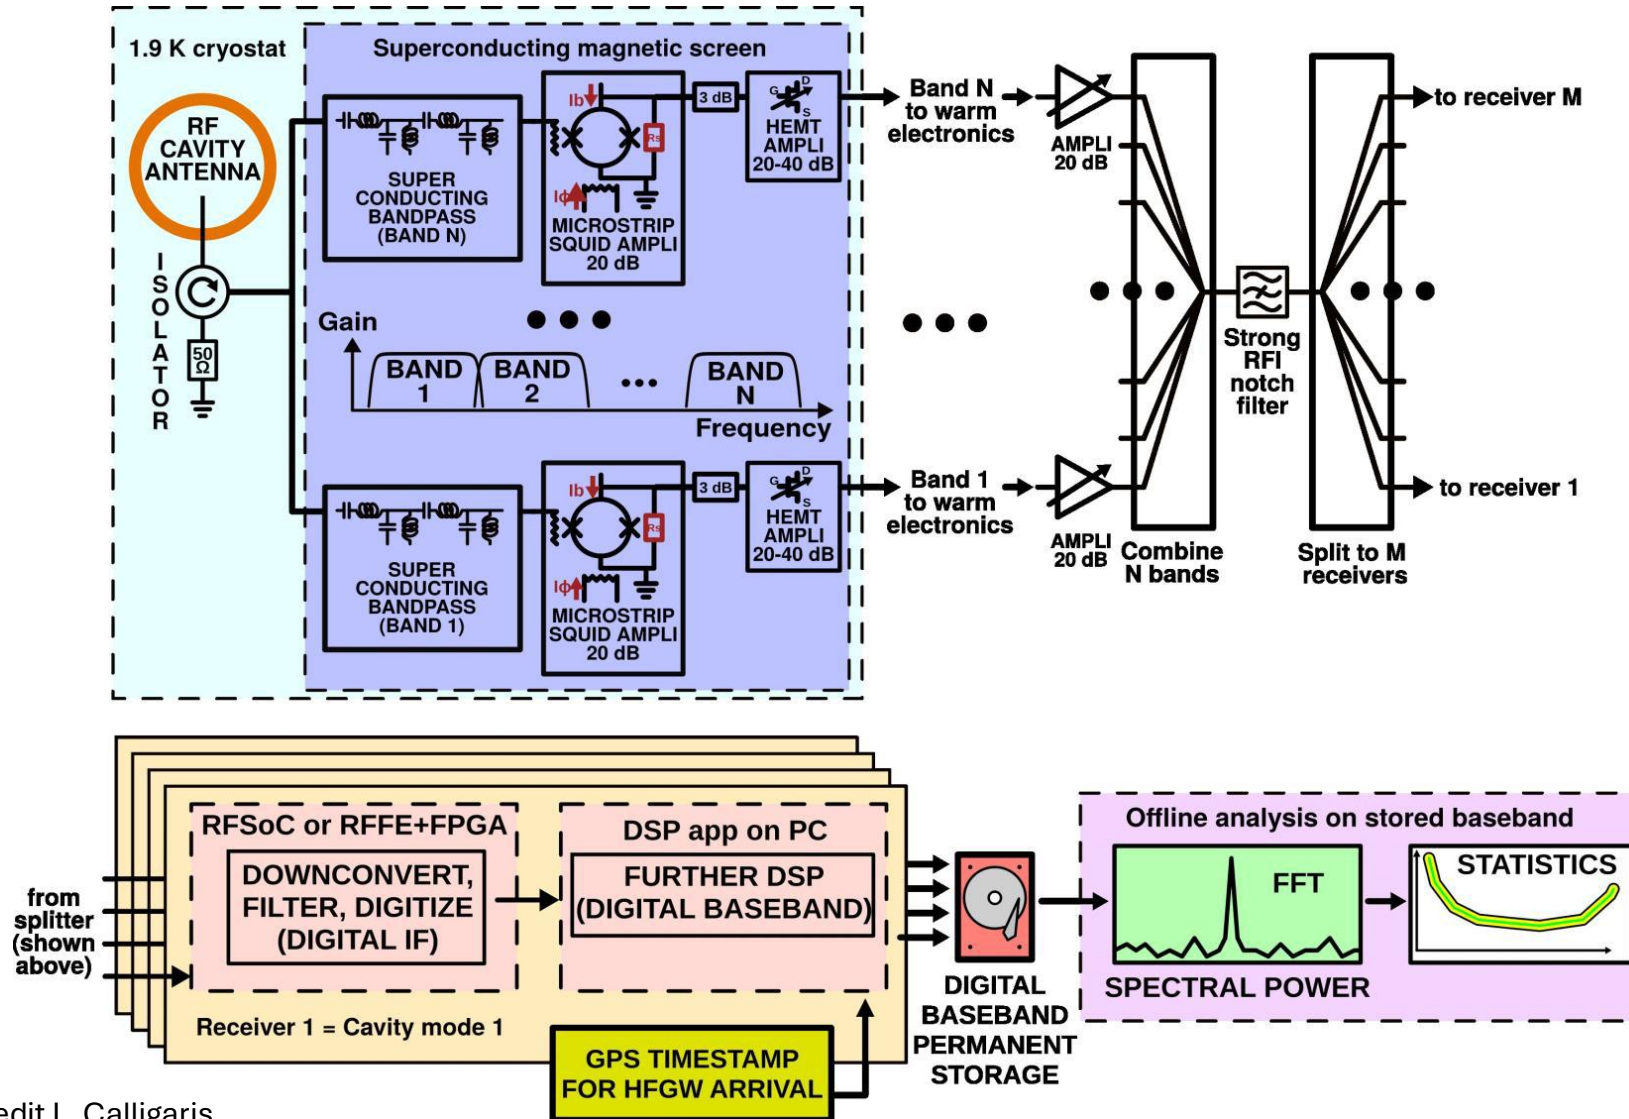 1.9 K cryostat
Superconducting magnetic screen
RF
CAVITY
ANTENNA
I
S
O
L
A
T
O
R
50
Ω
SUPER
CONDUCTING
BANDPASS
(BAND N)
Ib
Rs
Iϕ
MICROSTRIP
SQUID AMPLI
20 dB
3 dB
G
D
S
HEMT
AMPLI
20-40 dB
Band N
to warm
electronics
AMPLI
20 dB
to receiver M
Gain
BAND
1
BAND
2
...
BAND
N
Frequency
Strong
RFI
notch
filter
SUPER
CONDUCTING
BANDPASS
(BAND 1)
Ib
Rs
Iϕ
MICROSTRIP
SQUID AMPLI
20 dB
3 dB
G
D
S
HEMT
AMPLI
20-40 dB
Band 1
to warm
electronics
AMPLI
20 dB
Combine
N bands
Split to M
receivers
to receiver 1
from
splitter
(shown
above)
RFSoC or RFFE+FPGA
DOWNCONVERT,
FILTER, DIGITIZE
(DIGITAL IF)
DSP app on PC
FURTHER DSP
(DIGITAL BASEBAND)
Receiver 1 = Cavity mode 1
GPS TIMESTAMP
FOR HFGW ARRIVAL
DIGITAL
BASEBAND
PERMANENT
STORAGE
Offline analysis on stored baseband
FFT
SPECTRAL POWER
STATISTICS
edit L. Calligaris